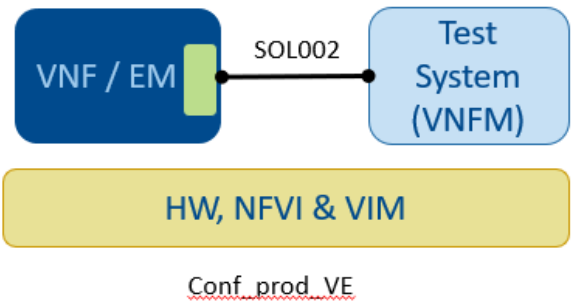 VNF / EM
SOL002
Test
System
(VNFM)
HW, NFVI & VIM
Conf_prod_VE